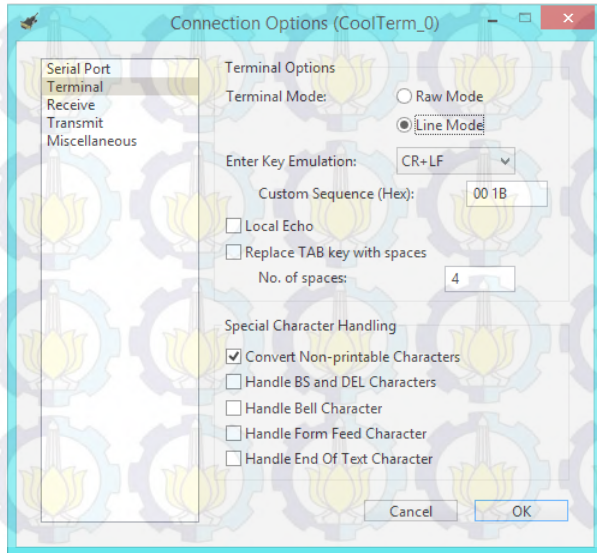 Connection Options (CoolTerm_0)
Serial Port
Terminal
Receive
Transmit
Miscellaneous
Terminal Options
Terminal Mode:
Raw Mode
Line Mode
Enter Key Emulation:
CR+LF
Custom Sequence (Hex):
00 1B
Local Echo
Replace TAB key with spaces
No. of spaces:
4
Special Character Handling
Convert Non-printable Characters
Handle BS and DEL Characters
Handle Bell Character
Handle Form Feed Character
Handle End Of Text Character
Cancel
OK